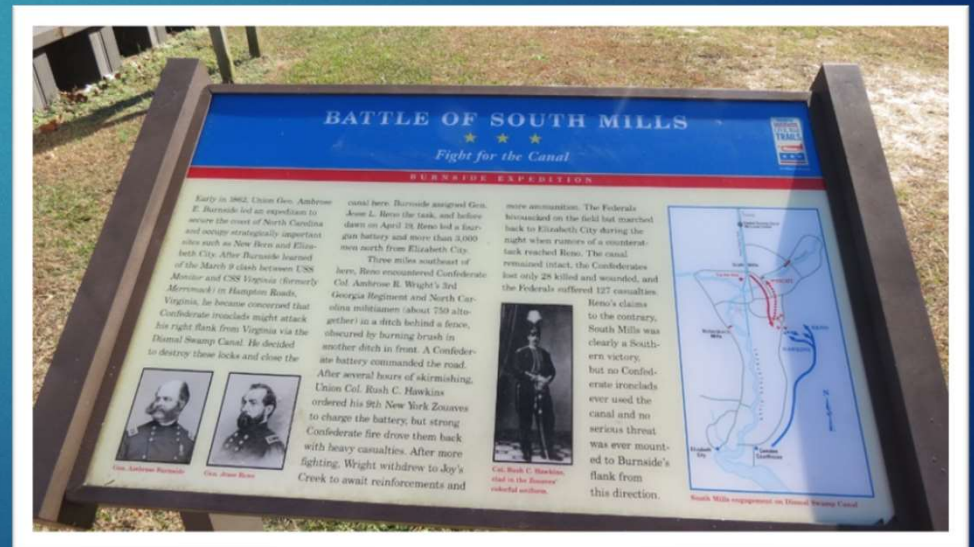 BATTLE OF SOUTH MILLS
Fight for the Canal
BURNSIDE EXPEDITION
CIVIL WAR
TRAILS
Early in 1862, Union Gen. Ambrose
E. Burnside led an expedition to
secure the coast of North Carolina
and occupy strategically important
sites such as New Bern and Eliza-
beth City. After Burnside learned
of the March 9 clash between USS
Monitor and CSS Virginia (formerly
Merrimack) in Hampton Roads,
Virginia, he became concerned that
Confederate ironclads might attack
his right flank from Virginia via the
Dismal Swamp Canal. He decided
to destroy these locks and close the
Gen. Ambrose Burnside
Gen. Jesse Reno
canal here. Burnside assigned Gen.
Jesse L. Reno the task, and before
dawn on April 19, Reno led a four-
gun battery and more than 3,000
men north from Elizabeth City.
Three miles southeast of
here, Reno encountered Confederate
Col. Ambrose R. Wright's 3rd
Georgia Regiment and North Car-
olina militiamen (about 750 alto-
gether) in a ditch behind a fence,
obscured by burning brush in
another ditch in front. A Confeder-
ate battery commanded the road.
After several hours of skirmishing,
Union Col. Rush C. Hawkins
ordered his 9th New York Zouaves
to charge the battery, but strong
Confederate fire drove them back
with heavy casualties. After more
fighting, Wright withdrew to Joy's
Creek to await reinforcements and
more ammunition. The Federals
bivouacked on the field but marched
back to Elizabeth City during the
night when rumors of a counterat-
tack reached Reno. The canal
remained intact, the Confederates
lost only 28 killed and wounded, and
the Federals suffered 127 casualties.
Reno's claims
to the contrary,
South Mills was
clearly a South-
ern victory,
but no Confed-
erate ironclads
ever used the
canal and no
serious threat
was ever mount-
ed to Burnside's
flank from
this direction.
Col. Rush C. Hawkins,
clad in the Zouaves'
colorful uniform.
South Mills
RENO
HAWKINS
Elizabeth
City
Camden
Courthouse
South Mills engagement on Dismal Swamp Canal